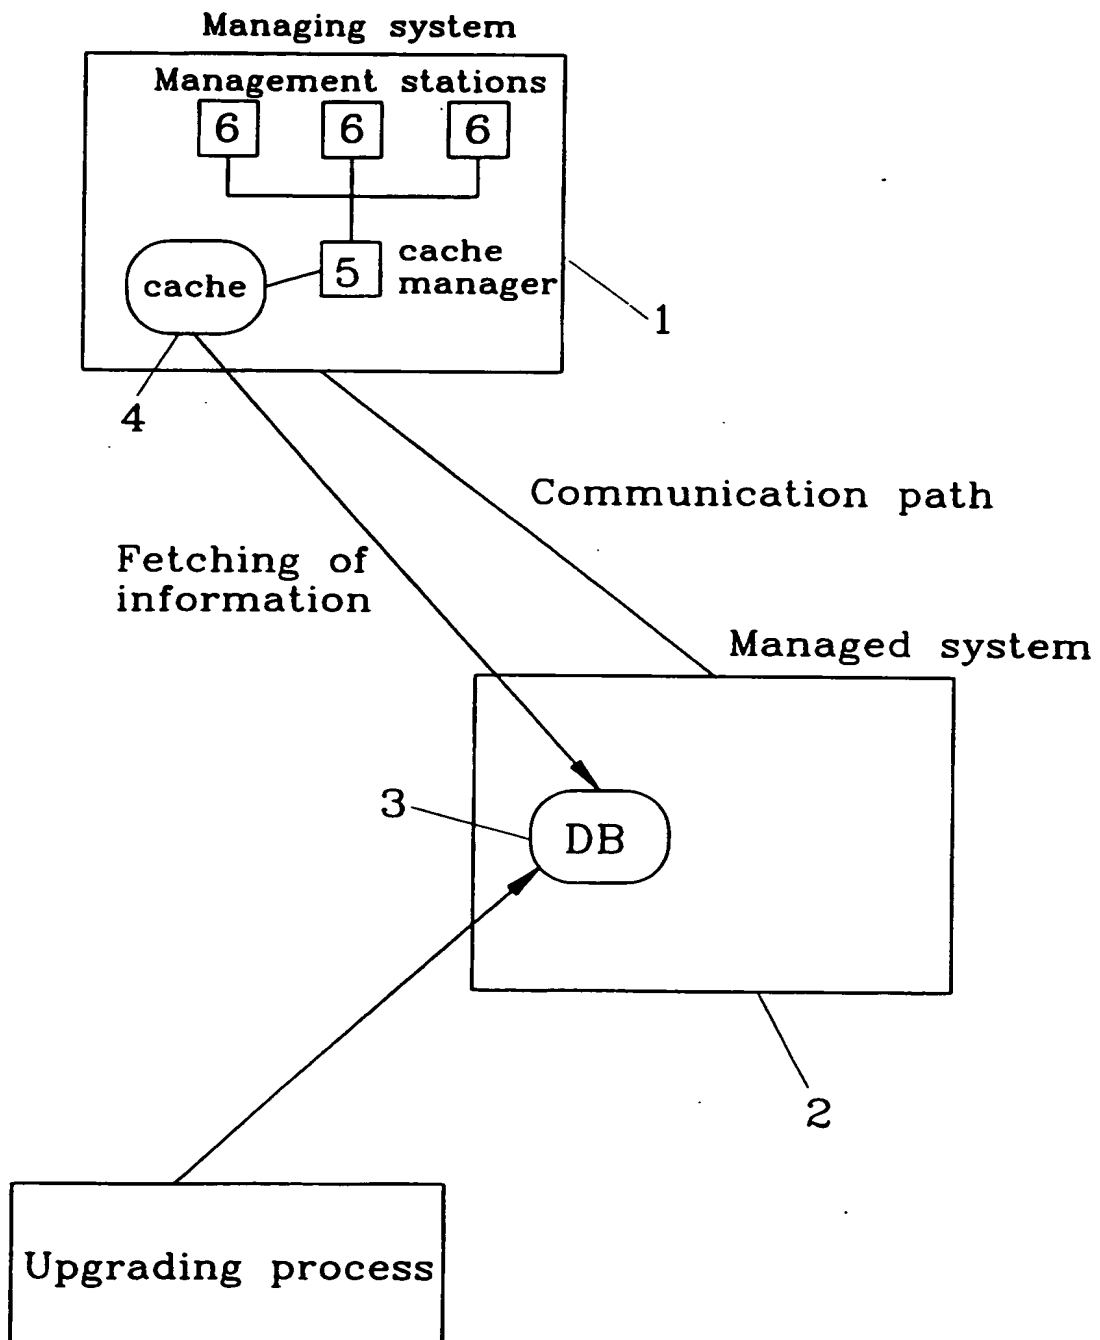 Managing system
Management stations
6 6 6
cache
manager
cache
5
1
4
Communication path
Fetching of
information
Managed system
3
DB
2
Upgrading process